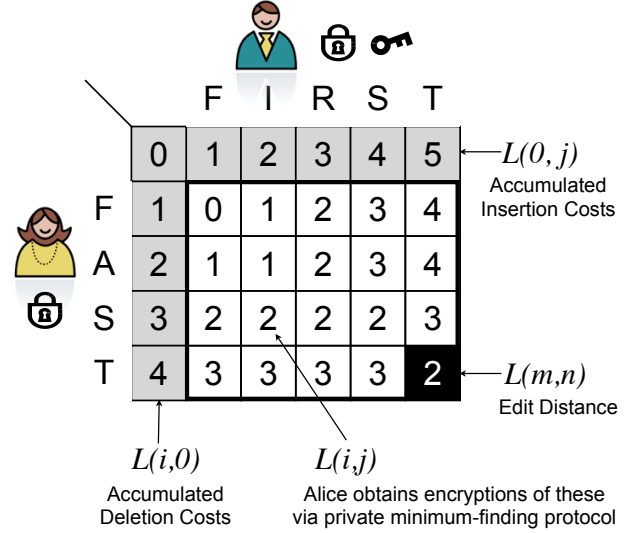 F I R S T
0 1 2 3 4 5
L(0, j)
Accumulated
Insertion Costs
F 1 0 1 2 3 4
A 2 1 1 2 3 4
S 3 2 2 2 2 3
T 4 3 3 3 3 2
L(m,n)
Edit Distance
L(i,0)
Accumulated
Deletion Costs
L(i,j)
Alice obtains encryptions of these
via private minimum-finding protocol